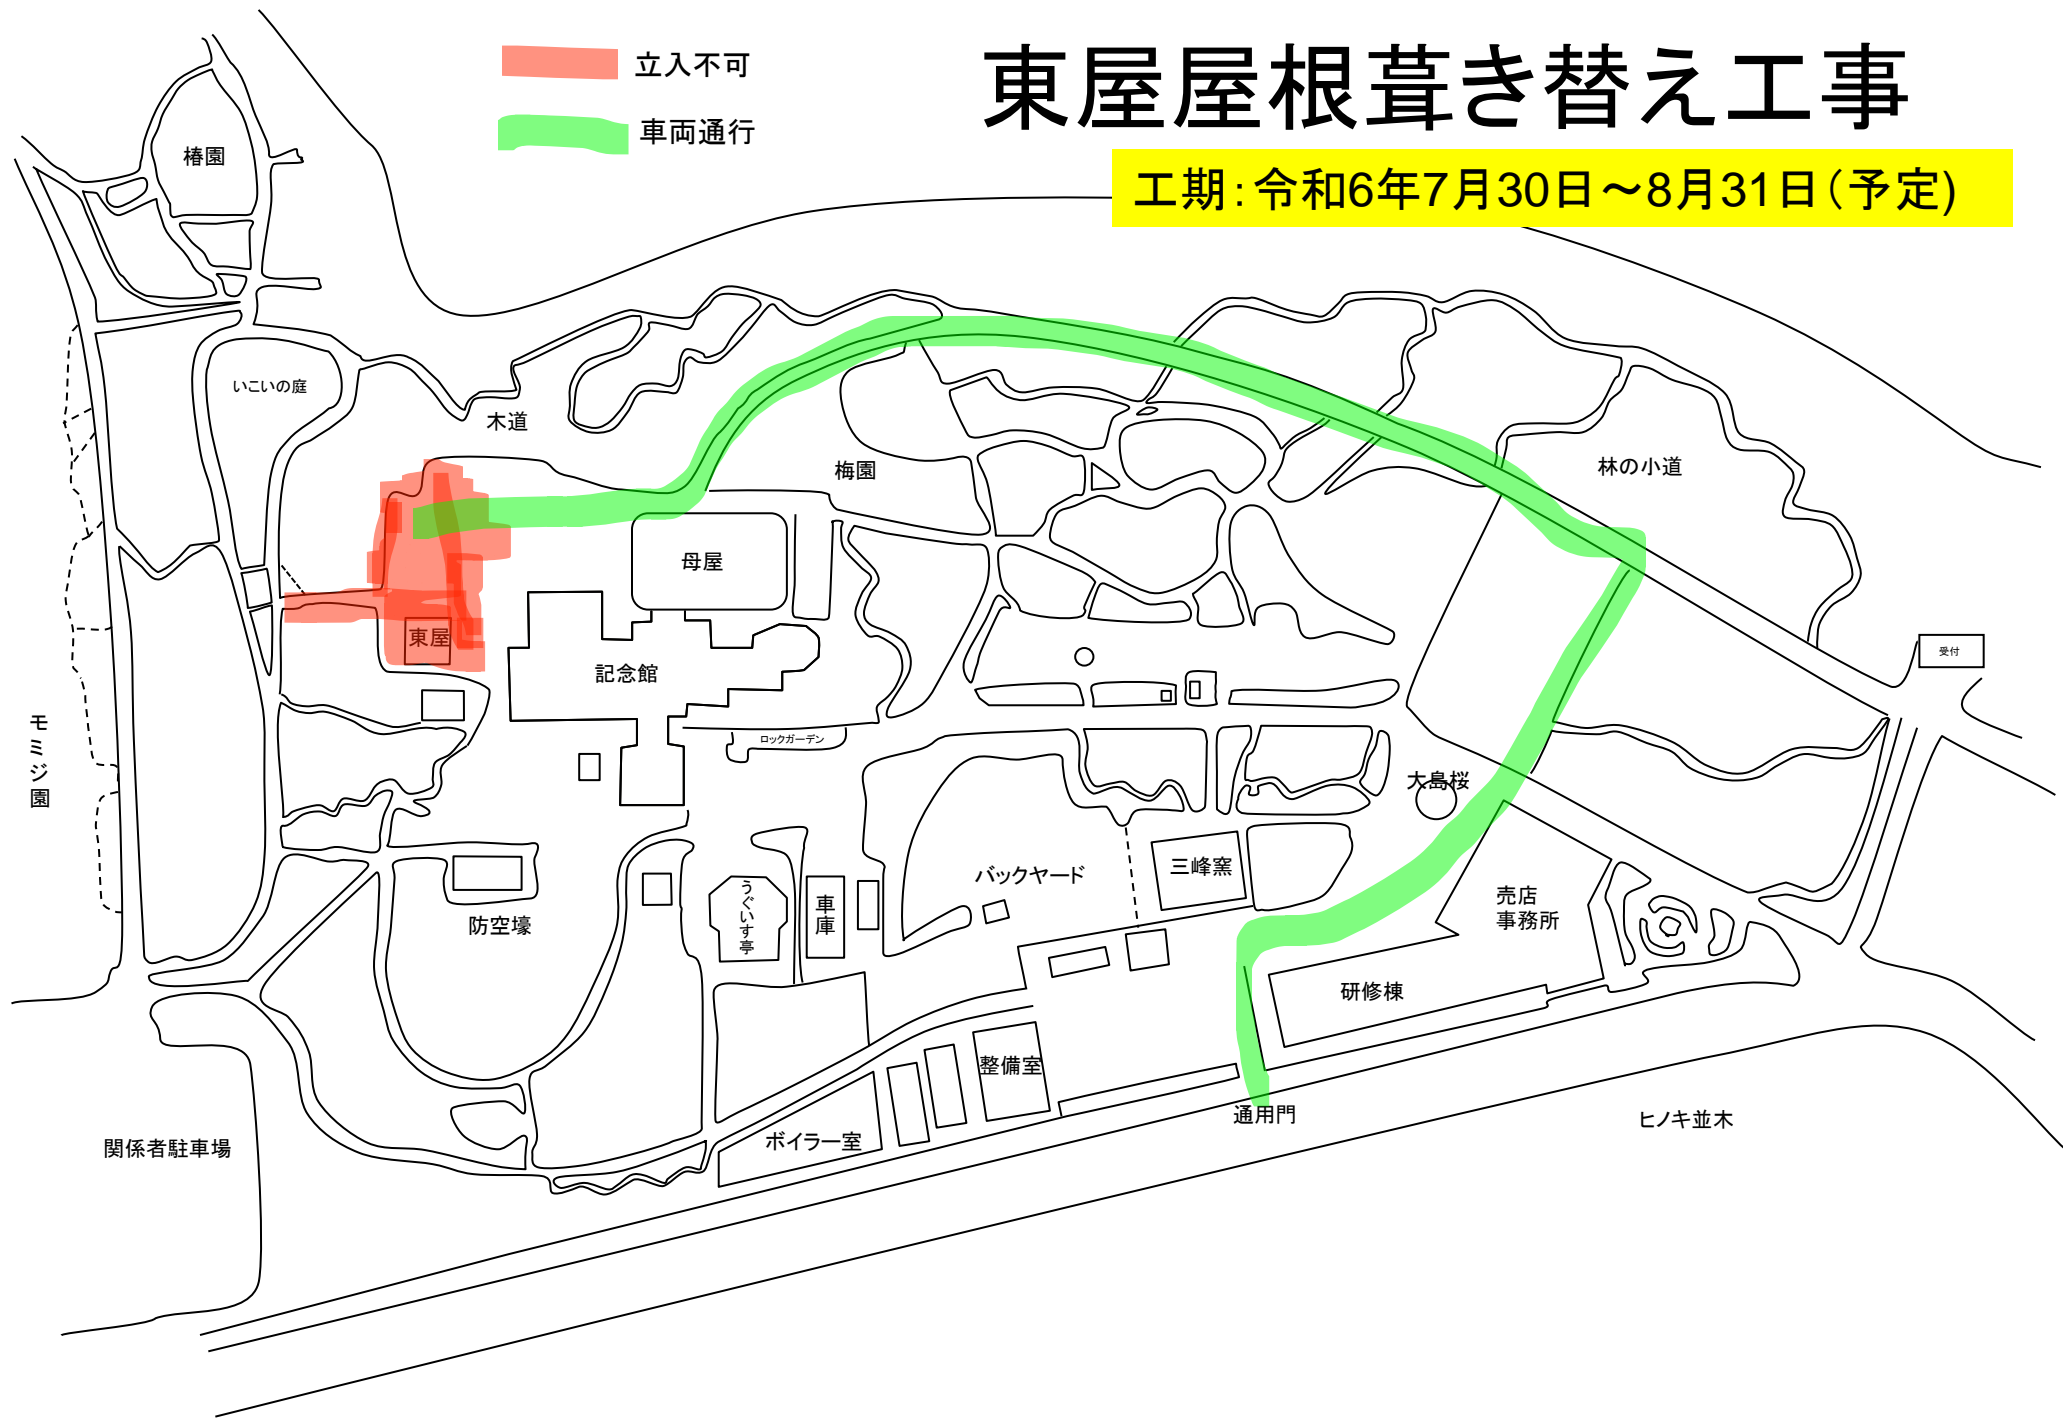 東屋屋根葺き替え工事
工期：令和6年7月30日～8月31日（予定)
立入不可
車両通行
椿園
いこいの庭
木道
梅園
林の小道
母屋
東屋
記念館
受付
モミジ園
ロックガーデン
大島桜
バックヤード
三峰窯
売店
事務所
うぐいす亭
車庫
防空壕
研修棟
整備室
通用門
ヒノキ並木
ボイラー室
関係者駐車場